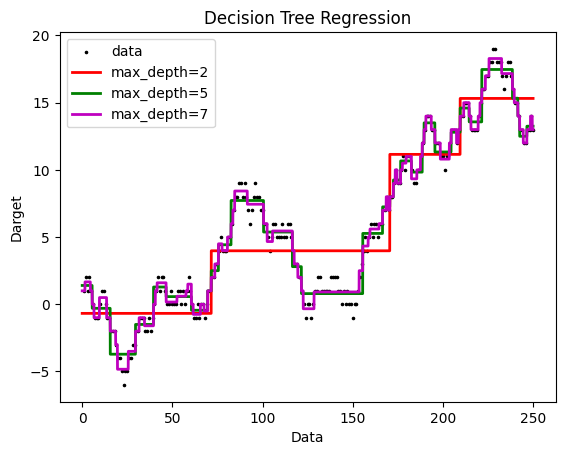 Decision Tree Regression
data
max_depth=2
max_depth=5
max_depth=7
Darget
20
15
10
5
0
−5
0
50
100
150
200
250
Data